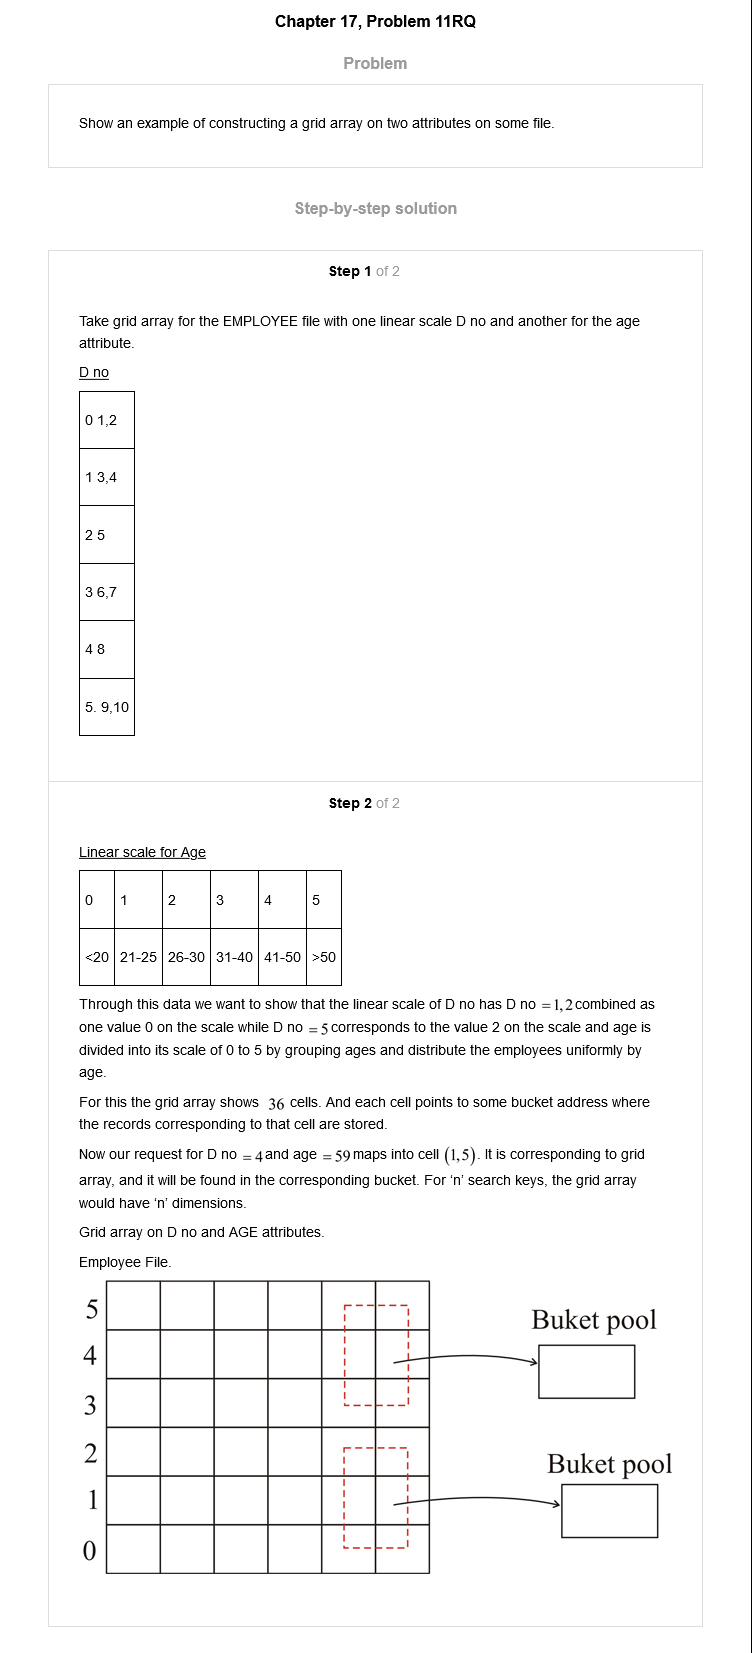 Chapter 17, Problem 11RQ
Problem
Show an example of constructing a grid array on two attributes on some file.
Step-by-step solution
Step 1 of 2
Take grid array for the EMPLOYEE file with one linear scale D no and another for the age
attribute.
D no
0 1,2
1 3,4
2 5
3 6,7
4 8
5. 9,10
Step 2 of 2
Linear scale for Age
0 1 2 3 4 5
<20 21-25 26-30 31-40 41-50 >50
Through this data we want to show that the linear scale of D no has D no =1,2 combined as
one value 0 on the scale while D no =5 corresponds to the value 2 on the scale and age is
divided into its scale of 0 to 5 by grouping ages and distribute the employees uniformly by
age.
For this the grid array shows 36 cells. And each cell points to some bucket address where
the records corresponding to that cell are stored.
Now our request for D no =4 and age =59 maps into cell (1,5). It is corresponding to grid
array, and it will be found in the corresponding bucket. For ‘n’ search keys, the grid array
would have ‘n’ dimensions.
Grid array on D no and AGE attributes.
Employee File.
5
Buket pool
4
3
2
Buket pool
1
0